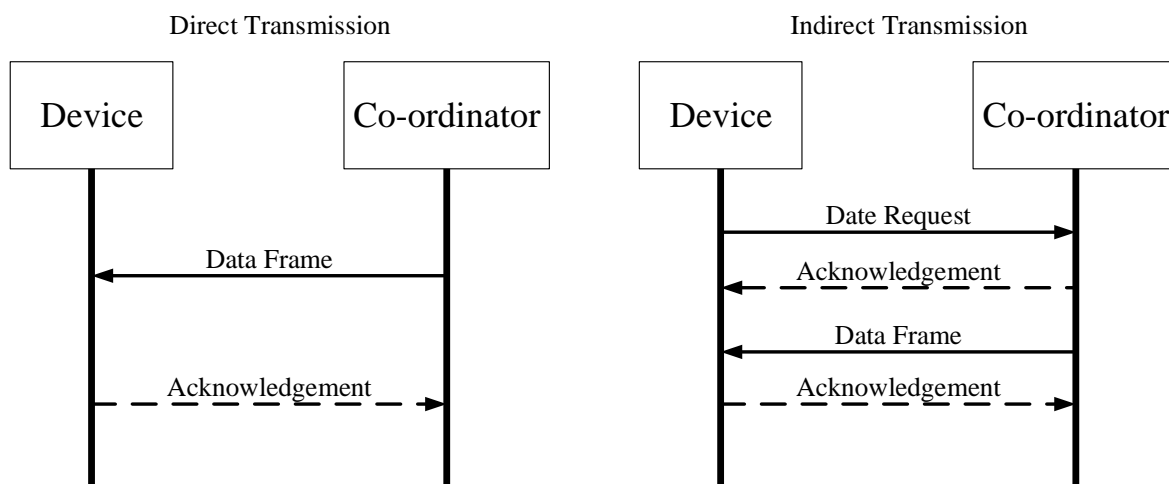 Direct Transmission
Device
Co-ordinator
Data Frame
Acknowledgement
Indirect Transmission
Device
Co-ordinator
Date Request
Acknowledgement
Data Frame
Acknowledgement